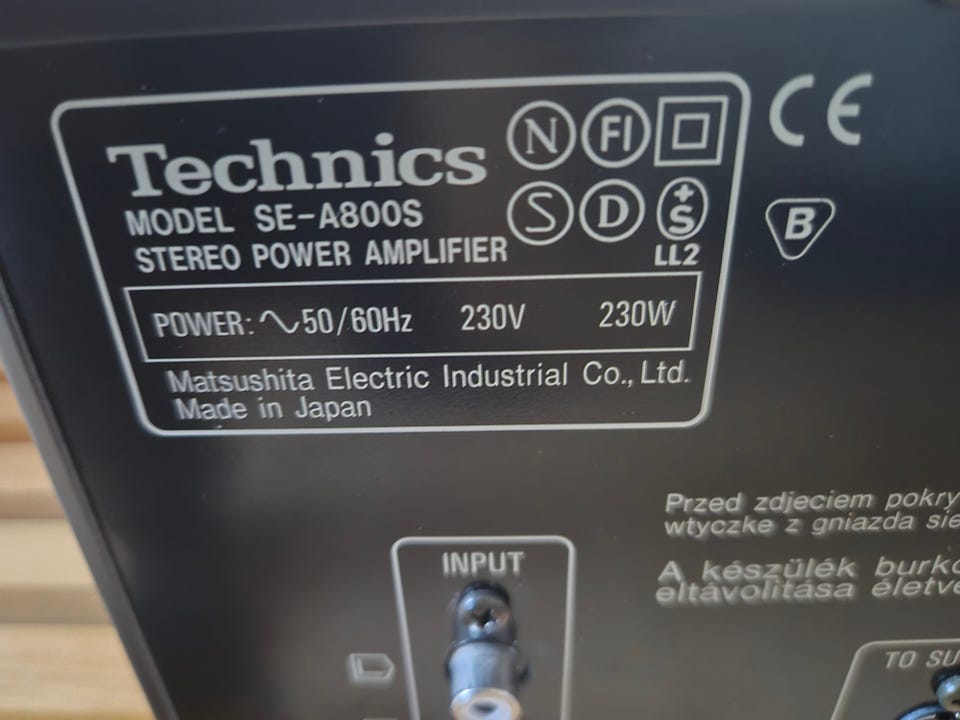 Technics
N FI
CE
MODEL SE-A800S
S D +S
B
STEREO POWER AMPLIFIER
LL2
POWER: ∿50/60Hz 230V 230W
Matsushita Electric Industrial Co., Ltd.
Made in Japan
Przed zdjeciem pokry
wtyczke z gniazda sie
A készülék burko
eltávolitása életve
INPUT
TO SU